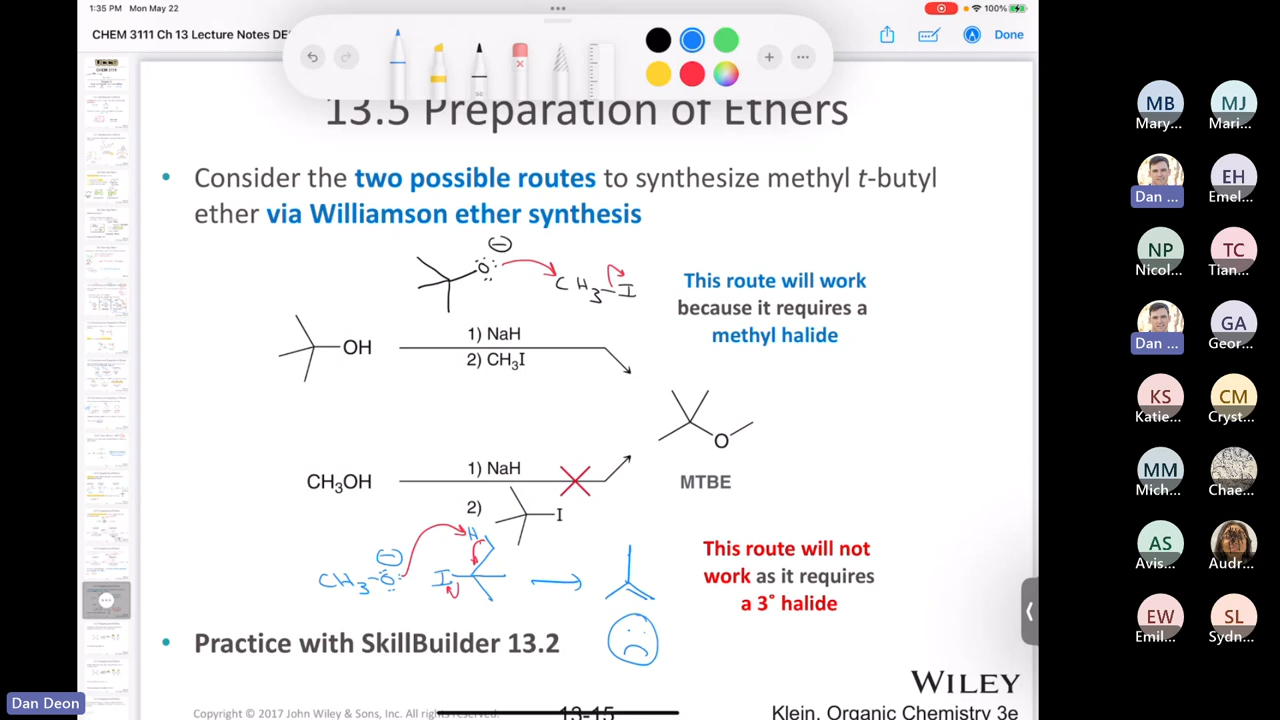 1:35 PM Mon May 22
100%
CHEM 3111 Ch 13 Lecture Notes DE
Done
13.5 Preparation of Ethers
• Consider the two possible routes to synthesize methyl t-butyl
ether via Williamson ether synthesis
O
CH3-I
This route will work
because it requires a
methyl halide
OH
1) NaH
2) CH3I
O
MTBE
CH3OH
1) NaH
2)
I
H
CH3-O
I
This route will not
work as it requires
a 3° halide
• Practice with SkillBuilder 13.2
WILEY
Copyright © 2017 John Wiley & Sons, Inc. All rights reserved.
13-15
Klein, Organic Chemistry 3e
Dan Deon
MB
Mary...
MJ
Mari...
Dan ...
EH
Emel...
NP
Nicol...
TC
Tian...
Dan ...
GA
Geor...
KS
Katie...
CM
Cryst...
MM
Mich...
Chae...
AS
Avis...
Audr...
EW
Emil...
SL
Sydn...